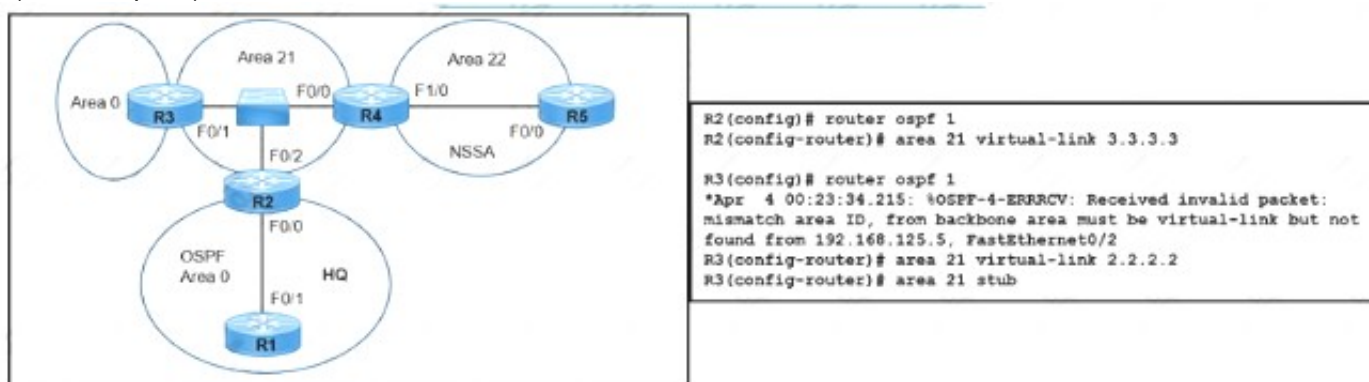 Area 0
R3
F0/1
Area 21
F0/0
R4
F1/0
Area 22
F0/0
R5
NSSA
F0/2
R2
F0/0
OSPF
Area 0
HQ
F0/1
R1
R2(config)# router ospf 1
R2(config-router)# area 21 virtual-link 3.3.3.3
R3(config)# router ospf 1
*Apr 4 00:23:34.215: %OSPF-4-ERRRCV: Received invalid packet:
mismatch area ID, from backbone area must be virtual-link but not
found from 192.168.125.5, FastEthernet0/2
R3(config-router)# area 21 virtual-link 2.2.2.2
R3(config-router)# area 21 stub